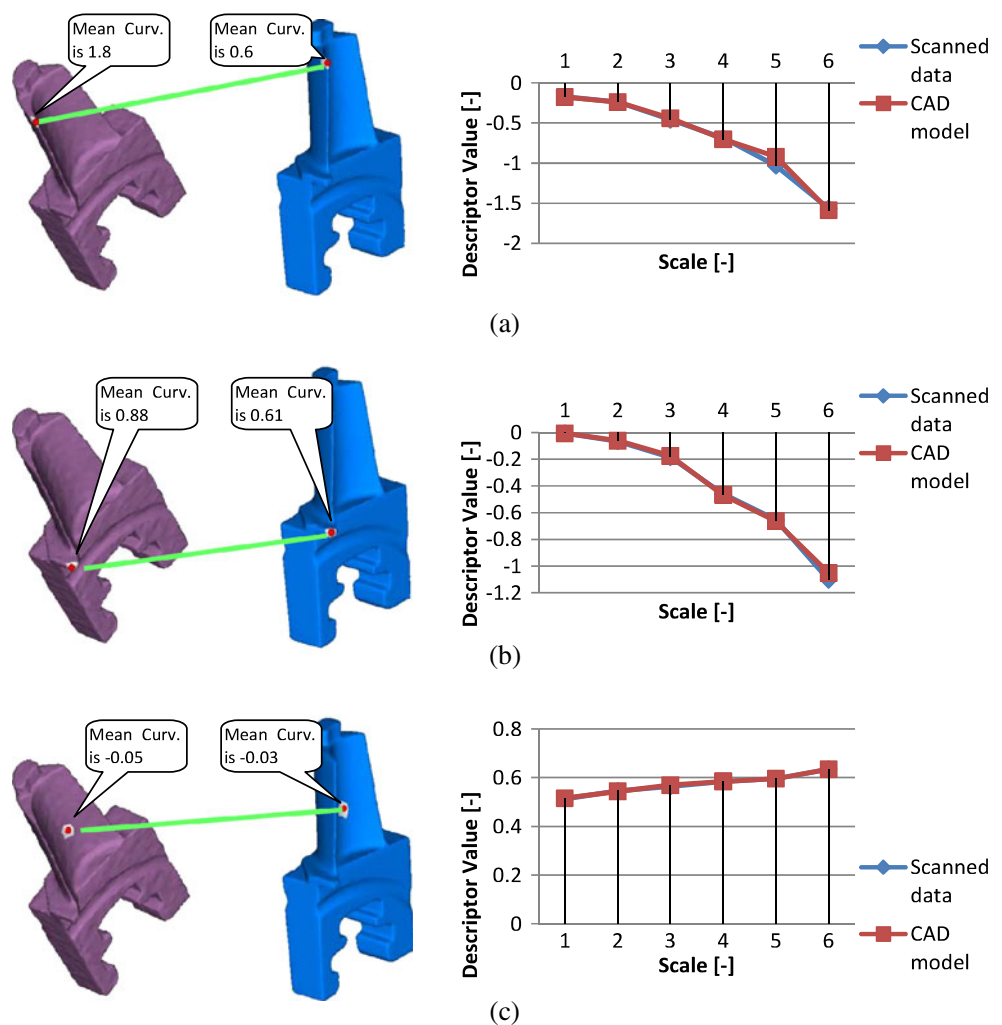 Mean Curv.
is 1.8
Mean Curv.
is 0.6
1 2 3 4 5 6
0
-0.5
-1
-1.5
-2
Descriptor Value [-]
Scale [-]
Scanned
data
CAD
model
(a)
Mean Curv.
is 0.88
Mean Curv.
is 0.61
1 2 3 4 5 6
0
-0.2
-0.4
-0.6
-0.8
-1
-1.2
Descriptor Value [-]
Scale [-]
Scanned
data
CAD
model
(b)
Mean Curv.
is -0.05
Mean Curv.
is -0.03
0.8
0.6
0.4
0.2
0
Descriptor Value [-]
1 2 3 4 5 6
Scale [-]
Scanned
data
CAD
model
(c)